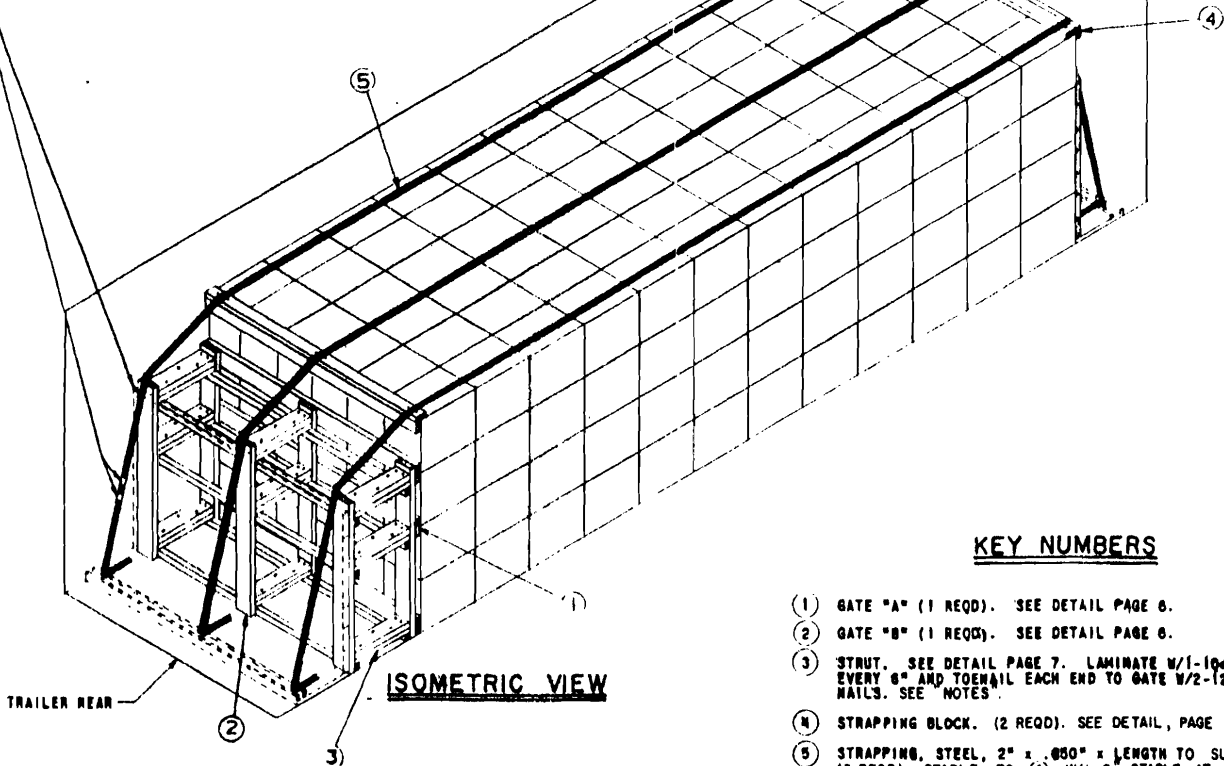 ④
⑤
KEY NUMBERS
① GATE "A" (1 REQD). SEE DETAIL PAGE 6.
② GATE "B" (1 REQD). SEE DETAIL PAGE 6.
③ STRUT. SEE DETAIL PAGE 7. LAMINATE W/1-10d
EVERY 6" AND TOENAIL EACH END TO GATE W/2-12
NAILS. SEE "NOTES".
④ STRAPPING BLOCK. (2 REQD). SEE DETAIL, PAGE
⑤ STRAPPING, STEEL, 2" x .050" x LENGTH TO
①
ISOMETRIC VIEW
TRAILER REAR
②
3)